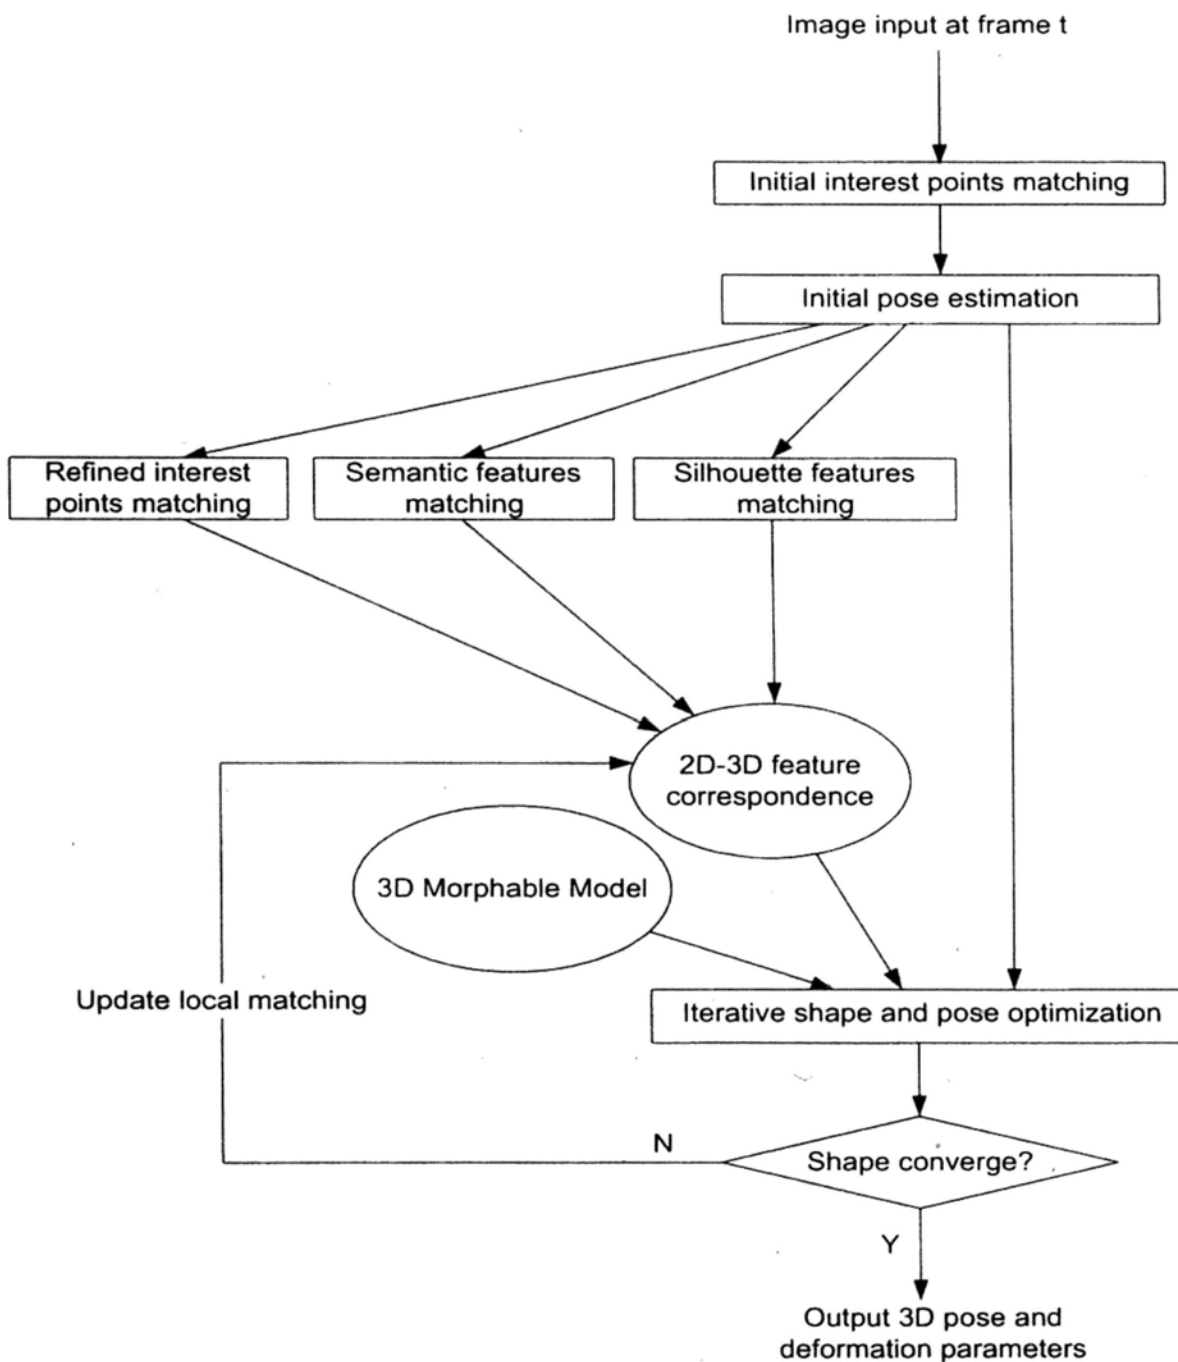 Image input at frame t
Initial interest points matching
Initial pose estimation
Refined interest
points matching
Semantic features
matching
Silhouette features
matching
2D-3D feature
correspondence
3D Morphable Model
Update local matching
Iterative shape and pose optimization
N
Shape converge?
Y
Output 3D pose and
deformation parameters